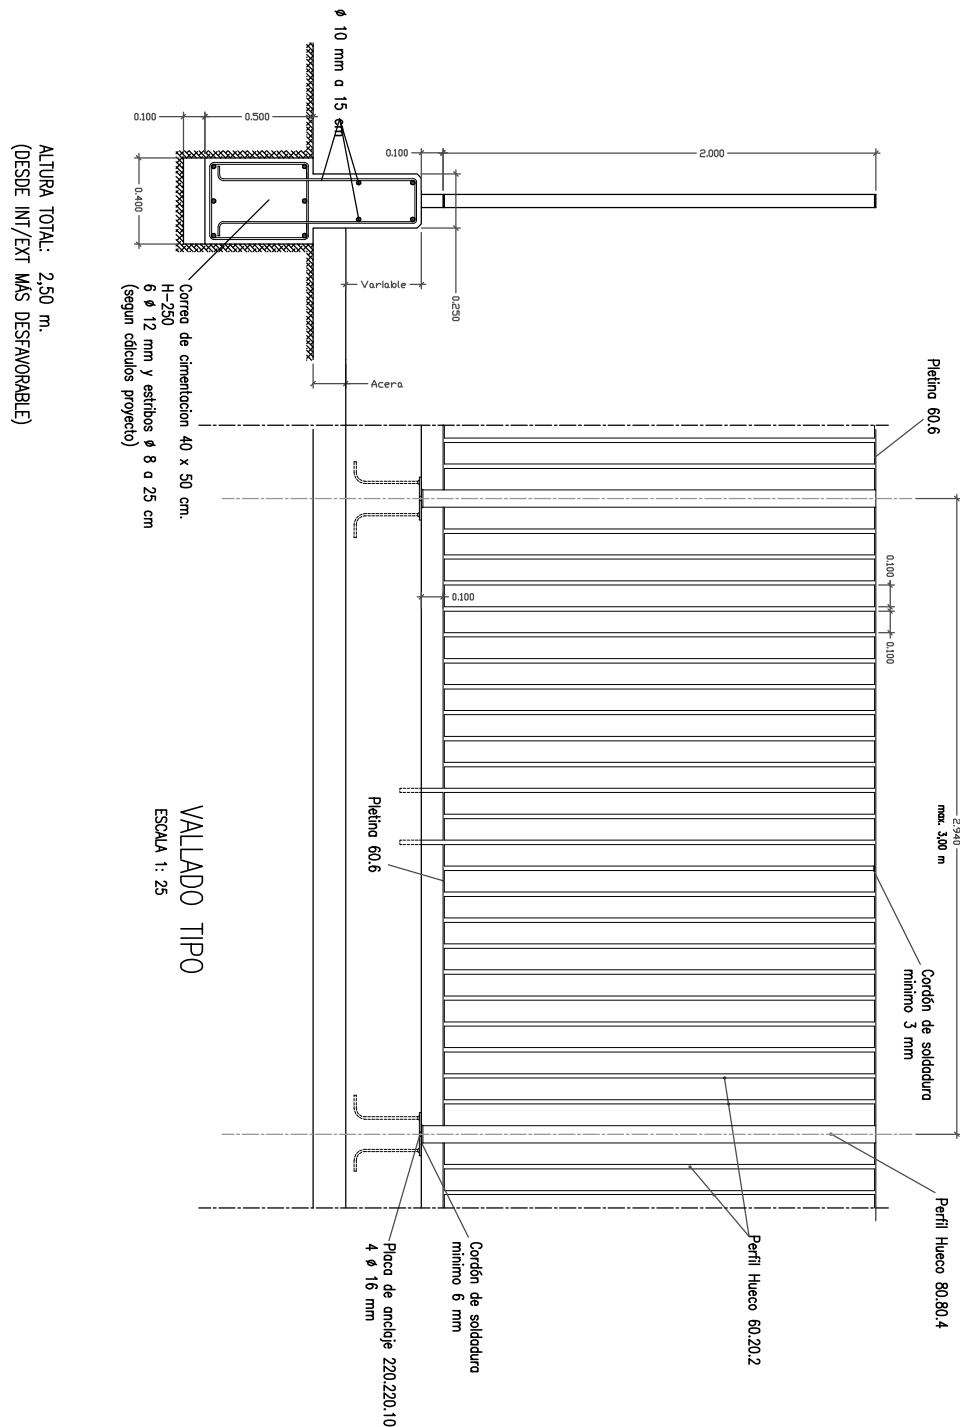 Pletina 60.6
2.940
max. 3,00 m
Cordón de soldadura
minimo 3 mm
Perfil Hueco 80.80.4
Perfil Hueco 60.20.2
0.100
0.100
2.000
0.100
0.250
Variable
Acera
0.100
Pletina 60.6
Cordón de soldadura
minimo 6 mm
Placa de anclaje 220.220.10
4 ø 16 mm
ø 10 mm a 15 cm
0.500
0.100
0.400
Correa de cimentacion 40 x 50 cm.
H-250
6 ø 12 mm y estribos ø 8 a 25 cm
(segun cálculos proyecto)
VALLADO TIPO
ESCALA 1: 25
ALTURA TOTAL: 2,50 m.
(DESDE INT/EXT MÁS DESFAVORABLE)